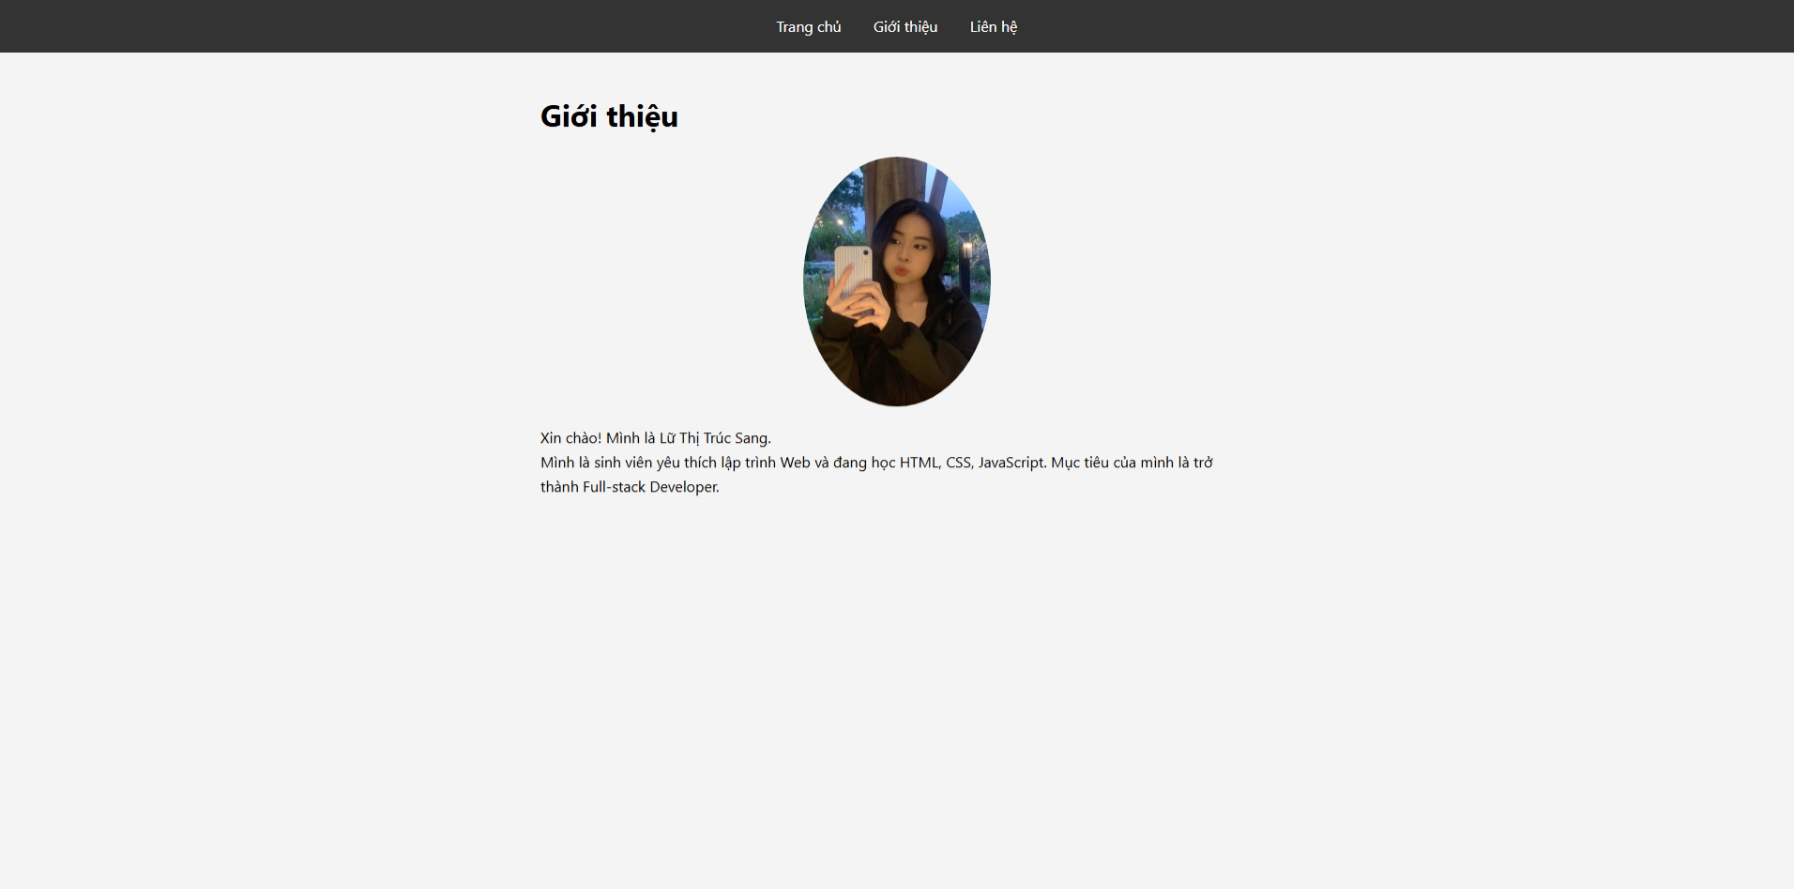 Trang chủ Giới thiệu Liên hệ
Giới thiệu
Xin chào! Mình là Lữ Thị Trúc Sang.
Mình là sinh viên yêu thích lập trình Web và đang học HTML, CSS, JavaScript. Mục tiêu của mình là trở
thành Full-stack Developer.